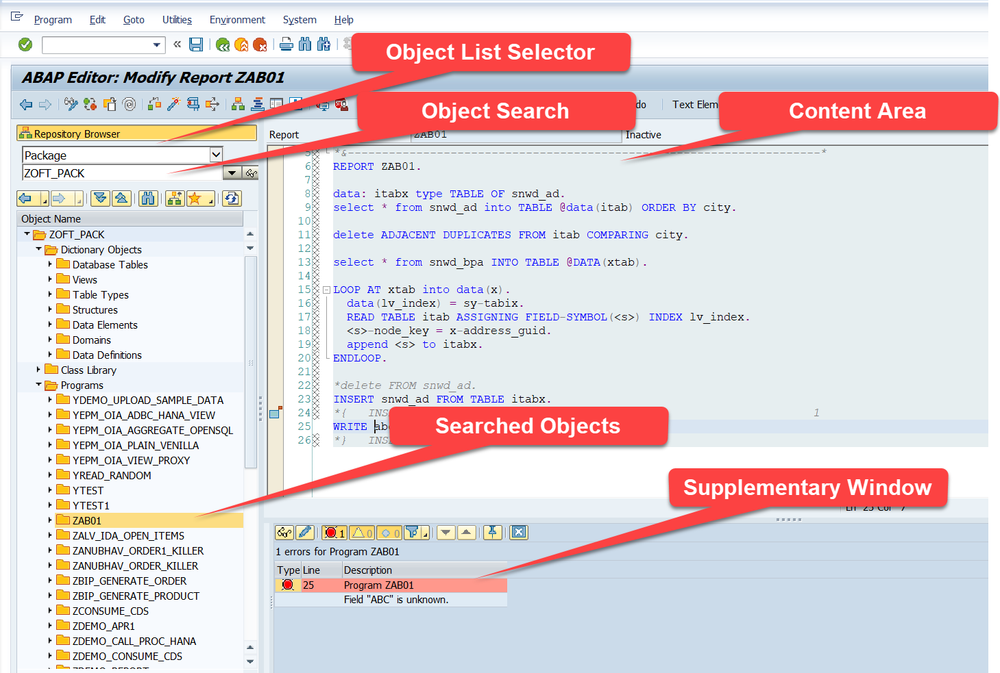 Program Edit Goto Utilities Environment System Help
Object List Selector
ABAP Editor: Modify Report ZAB01
Object Search
Text Elem
Content Area
Repository Browser
Package
ZOFT_PACK
Report ZAB01 Inactive
Object Name
ZOFT_PACK
Dictionary Objects
Database Tables
Views
Table Types
Structures
Data Elements
Domains
Data Definitions
Class Library
Programs
YDEMO_UPLOAD_SAMPLE_DATA
YEPM_OIA_ADBC_HANA_VIEW
YEPM_OIA_AGGREGATE_OPENSQL
YEPM_OIA_PLAIN_VENILLA
YEPM_OIA_VIEW_PROXY
YREAD_RANDOM
YTEST
YTEST1
ZAB01
ZALV_IDA_OPEN_ITEMS
ZANUBHAV_ORDER1_KILLER
ZANUBHAV_ORDER_KILLER
ZBIP_GENERATE_ORDER
ZBIP_GENERATE_PRODUCT
ZCONSUME_CDS
ZDEMO_APR1
ZDEMO_CALL_PROC_HANA
ZDEMO_CONSUME_CDS
ZDEMO_REPORT
5 *&---------------------------------------------------------------------*
6 REPORT ZAB01.
7
8 data: itabx type TABLE OF snwd_ad.
9 select * from snwd_ad into TABLE @data(itab) ORDER BY city.
10
11 delete ADJACENT DUPLICATES FROM itab COMPARING city.
12
13 select * from snwd_bpa INTO TABLE @DATA(xtab).
14
15 LOOP AT xtab into data(x).
16 data(lv_index) = sy-tabix.
17 READ TABLE itab ASSIGNING FIELD-SYMBOL(<s>) INDEX lv_index.
18 <s>-node_key = x-address_guid.
19 append <s> to itabx.
20 ENDLOOP.
21
22 *delete FROM snwd_ad.
23 INSERT snwd_ad FROM TABLE itabx.
24 *{ INS 1
25 WRITE ab
26 *} INS
Searched Objects
Supplementary Window
Ln 25 Col 7
1 0 0
1 errors for Program ZAB01
Type Line Description
25 Program ZAB01
Field "ABC" is unknown.